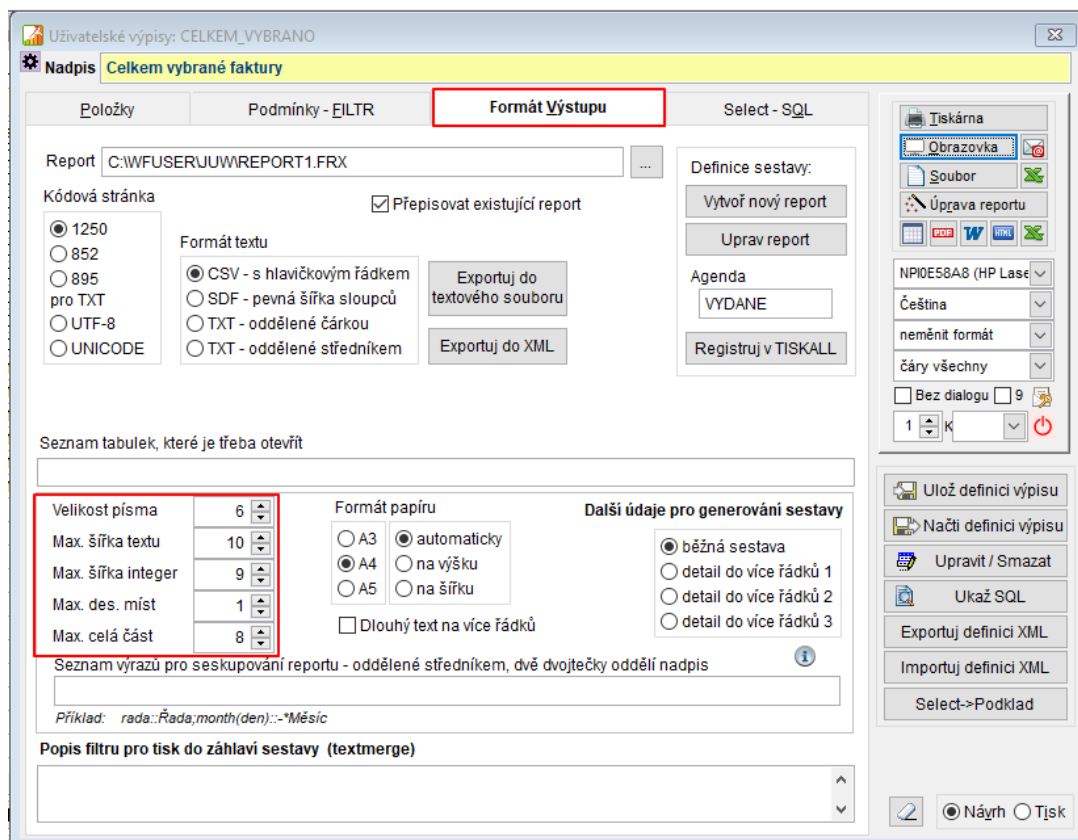 Uživatelské výpisy: CELKEM_VYBRANO
Nadpis Celkem vybrané faktury
Položky Podmínky - FILTR Formát Výstupu Select - SQL
Report C:\WFUSER\JUW\REPORT1.FRX ...
Kódová stránka
1250
852
895
pro TXT
UTF-8
UNICODE
Přepisovat existující report
Formát textu
CSV - s hlavičkovým řádkem
SDF - pevná šířka sloupců
TXT - oddělené čárkou
TXT - oddělené středníkem
Exportuj do
textového souboru
Exportuj do XML
Definice sestavy:
Vytvoř nový report
Uprav report
Agenda
VYDANE
Registruj v TISKALL
Seznam tabulek, které je třeba otevřít
Velikost písma 6
Max. šířka textu 10
Max. šířka integer 9
Max. des. míst 1
Max. celá část 8
Formát papíru
A3 automaticky
A4 na výšku
A5 na šířku
Dlouhý text na více řádků
Další údaje pro generování sestavy
běžná sestava
detail do více řádků 1
detail do více řádků 2
detail do více řádků 3
Seznam výrazů pro seskupování reportu - oddělené středníkem, dvě dvojtečky oddělí nadpis
Příklad: rada::Řada;month(den)::-*Měsíc
Popis filtru pro tisk do záhlaví sestavy (textmerge)
Tiskárna
Obrazovka
Soubor
Úprava reportu
PDF W HTML
NPI0E58A8 (HP Lase
Čeština
neměnit formát
čáry všechny
Bez dialogu 9
1 K
Ulož definici výpisu
Načti definici výpisu
Upravit / Smazat
Ukaž SQL
Exportuj definici XML
Importuj definici XML
Select->Podklad
Návrh Tisk